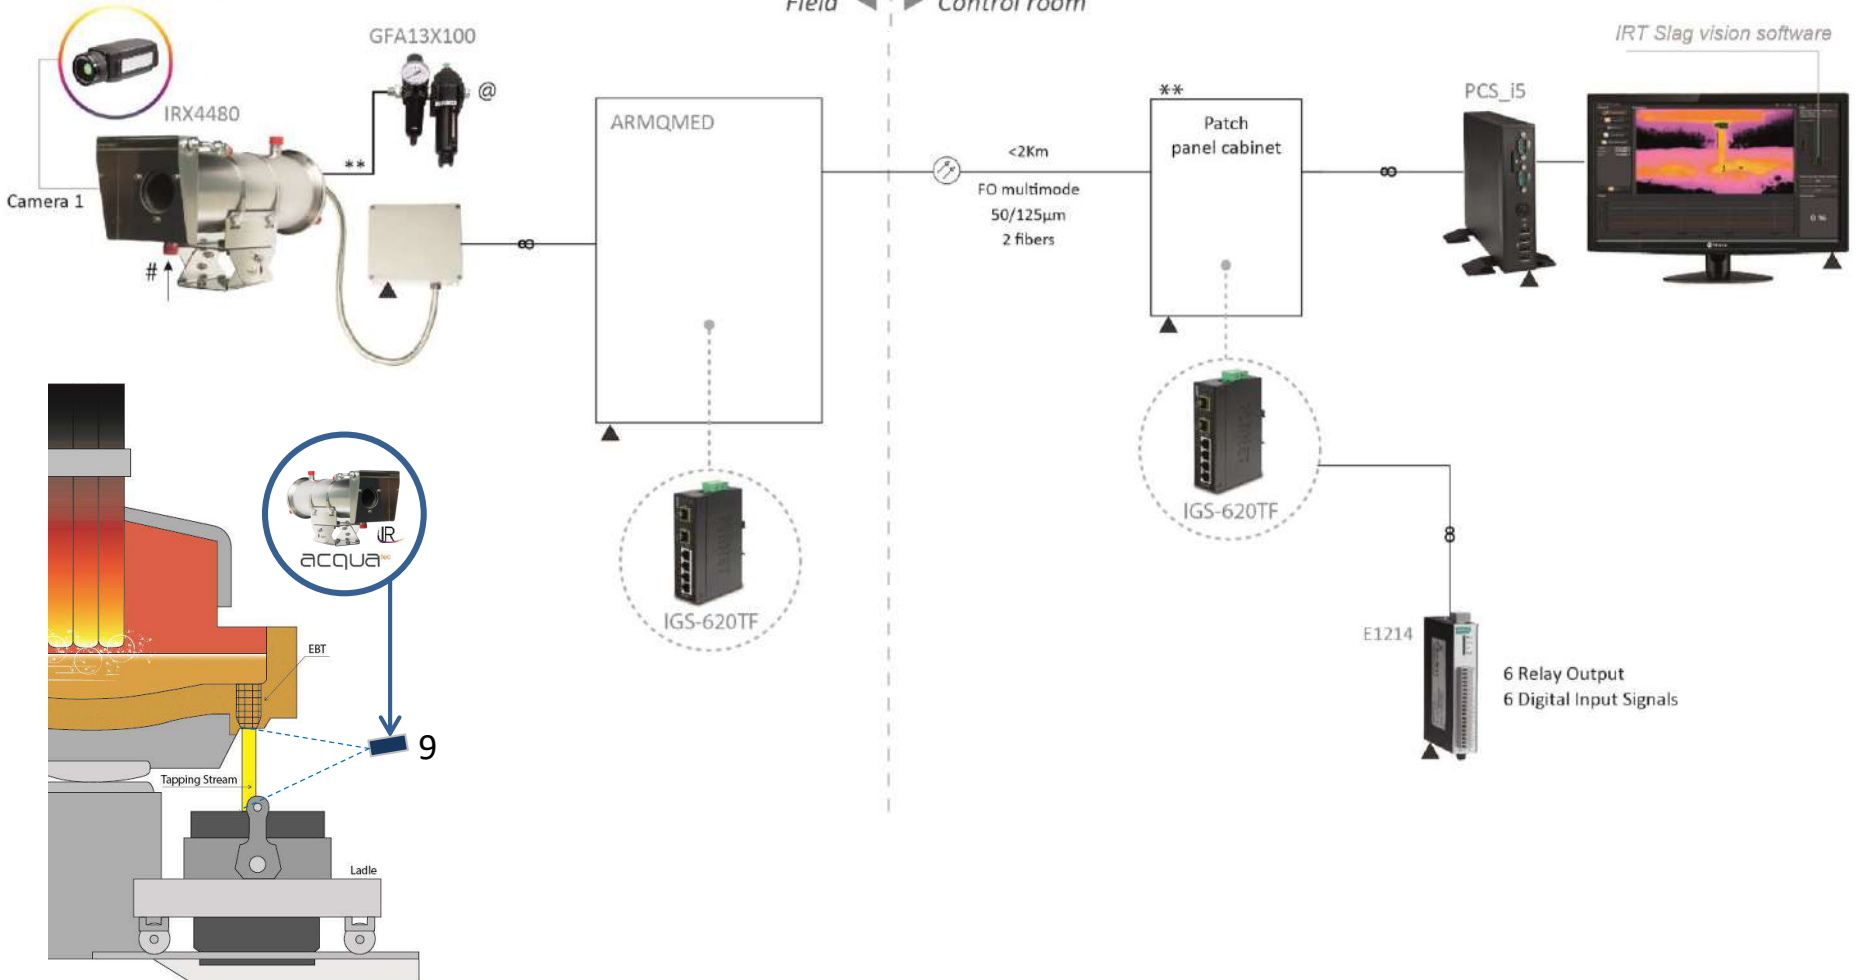 Field
Control room
GFA13X100
IRT Slag vision software
IRX4480
@
**
PCS_i5
ARMQMED
Patch
panel cabinet
<2Km
FO multimode
50/125µm
2 fibers
Camera 1
**
#
IR
acqua
IGS-620TF
IGS-620TF
E1214
6 Relay Output
6 Digital Input Signals
EBT
9
Tapping Stream
Ladle
0 %